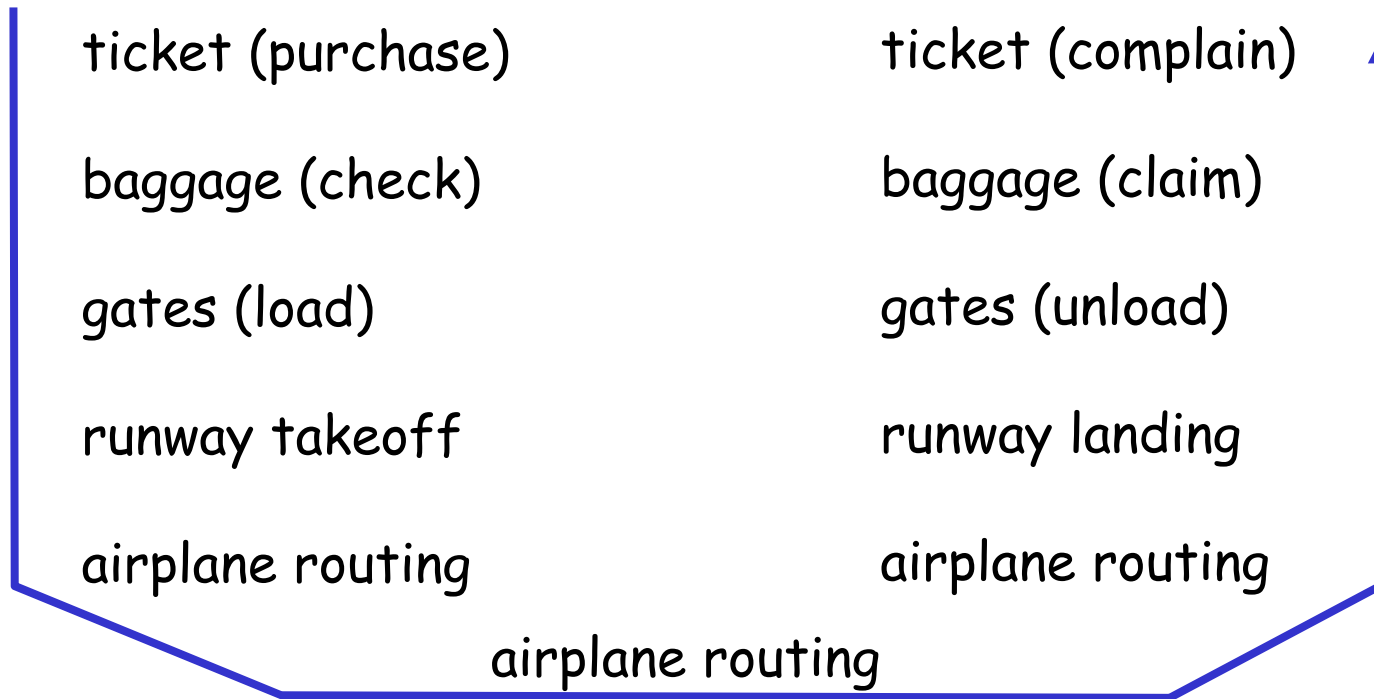 ticket (purchase)
baggage (check)
gates (load)
runway takeoff
airplane routing
airplane routing
ticket (complain)
baggage (claim)
gates (unload)
runway landing
airplane routing